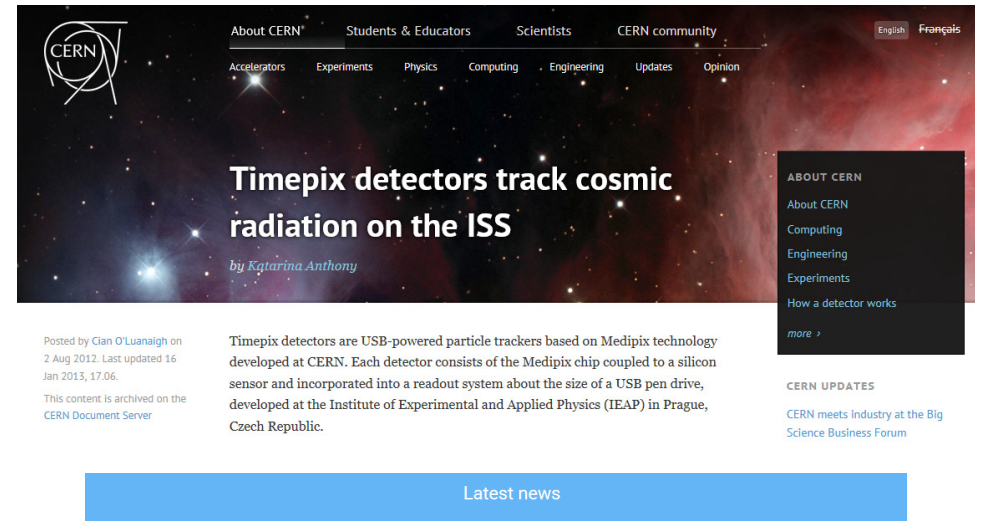 CERN
About CERN
Students & Educators
Scientists
CERN community
English
Français
Accelerators
Experiments
Physics
Computing
Engineering
Updates
Opinion
Timepix detectors track cosmic
radiation on the ISS
by Katarina Anthony
ABOUT CERN
About CERN
Computing
Engineering
Experiments
How a detector works
more ›
Posted by Cian O'Luanaigh on
2 Aug 2012. Last updated 16
Jan 2013, 17.06.
This content is archived on the
CERN Document Server
Timepix detectors are USB-powered particle trackers based on Medipix technology
developed at CERN. Each detector consists of the Medipix chip coupled to a silicon
sensor and incorporated into a readout system about the size of a USB pen drive,
developed at the Institute of Experimental and Applied Physics (IEAP) in Prague,
Czech Republic.
CERN UPDATES
CERN meets industry at the Big
Science Business Forum
Latest news